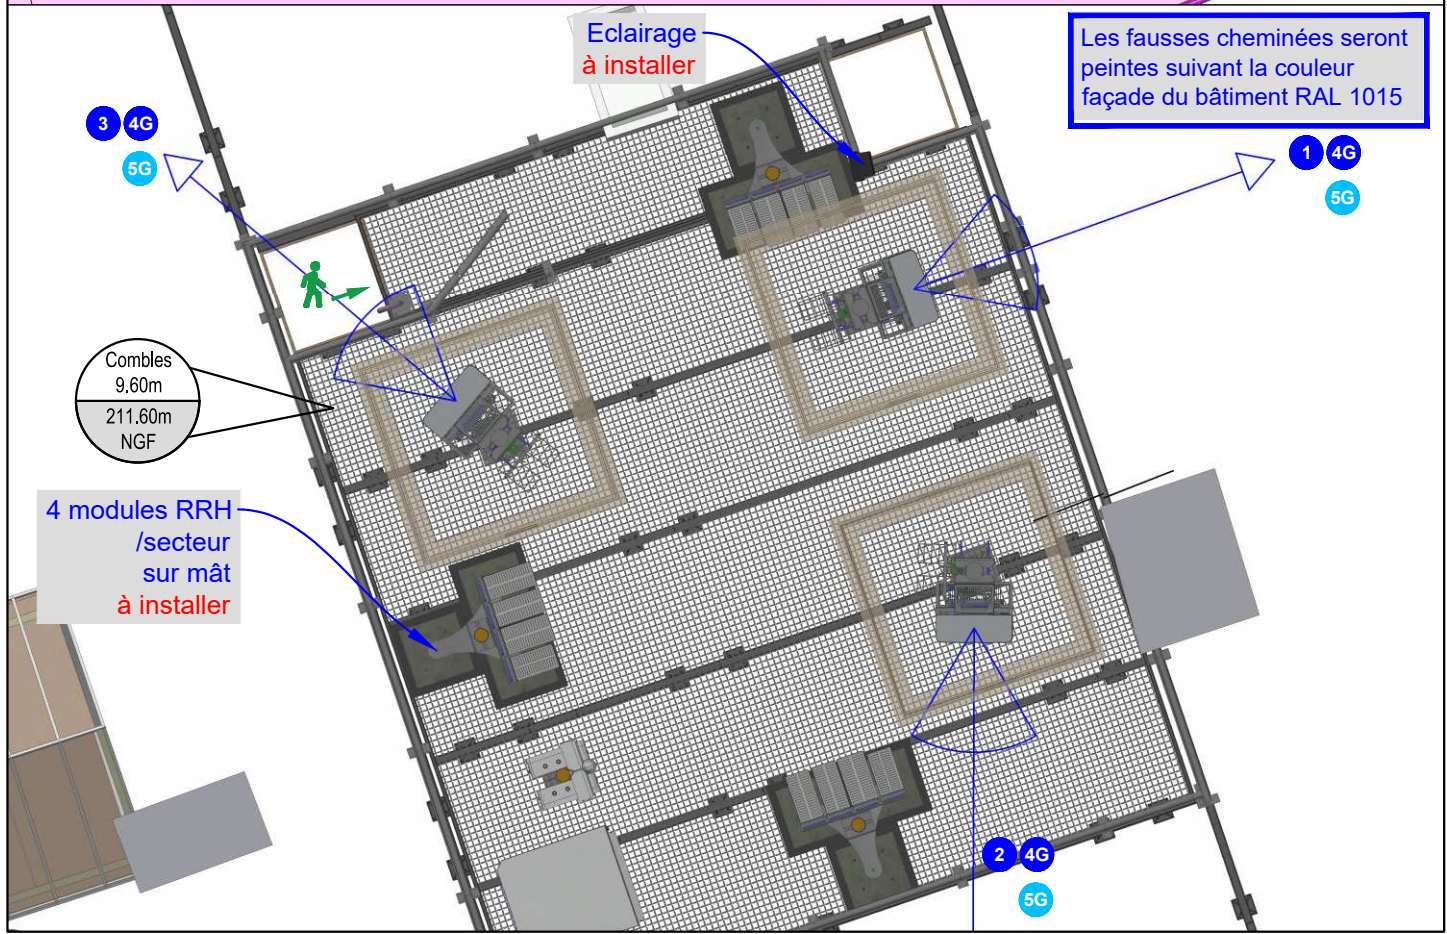 Eclairage
à installer
Les fausses cheminées seront
peintes suivant la couleur
façade du bâtiment RAL 1015
3 4G
5G
1 4G
5G
Combles
9.60m
211.60m
NGF
4 modules RRH
/secteur
sur mât
à installer
2 4G
5G